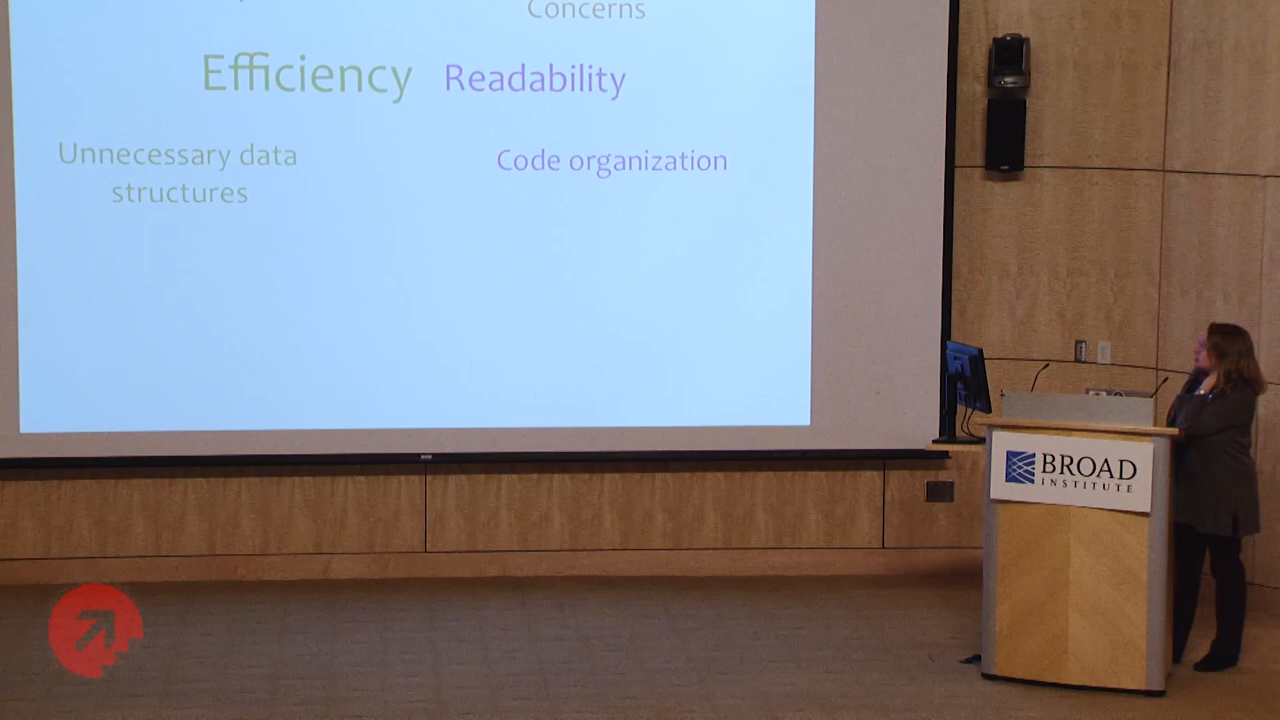 Concerns
Efficiency Readability
Unnecessary data
structures
Code organization
BROAD
INSTITUTE